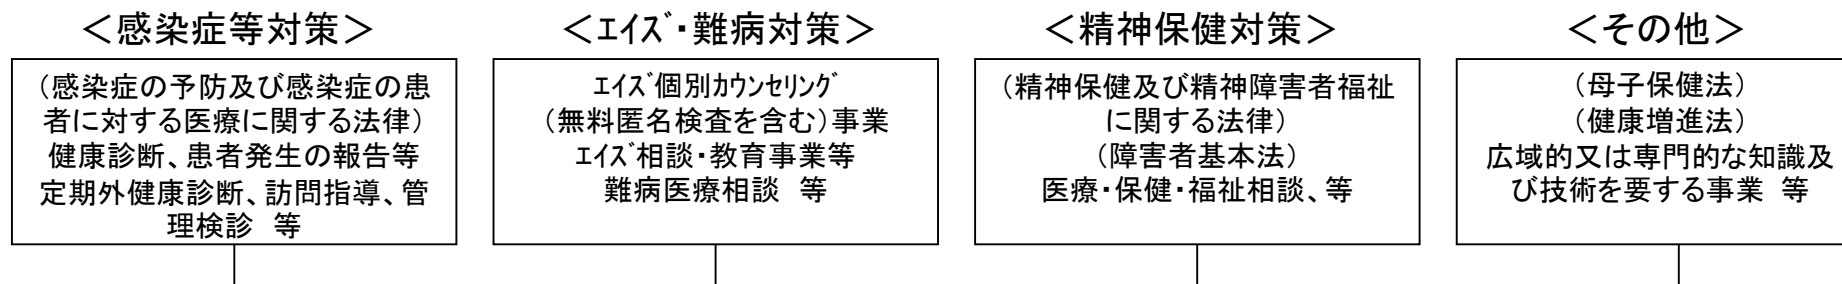 ＜感染症等対策＞
（感染症の予防及び感染症の患
者に対する医療に関する法律）
健康診断、患者発生の報告等
定期外健康診断、訪問指導、管
理検診　等
＜ｴｲｽﾞ・難病対策＞
ｴｲｽﾞ個別ｶｳﾝｾﾘﾝｸﾞ
（無料匿名検査を含む）事業
ｴｲｽﾞ相談・教育事業等
難病医療相談　等
＜精神保健対策＞
（精神保健及び精神障害者福祉
に関する法律）
（障害者基本法）
医療・保健・福祉相談、等
＜その他＞
（母子保健法）
（健康増進法）
広域的又は専門的な知識及
び技術を要する事業　等